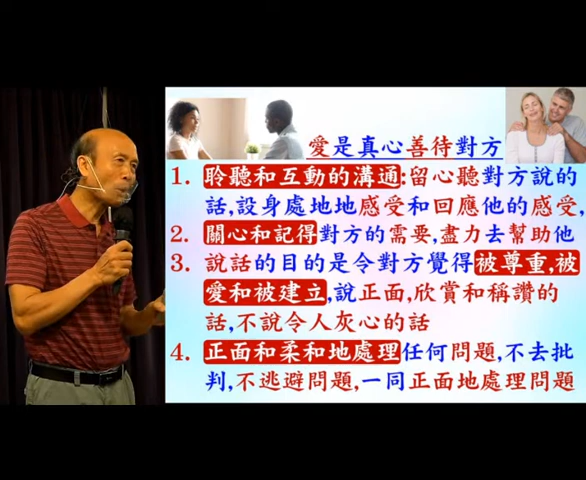 愛是真心善待對方
1. 聆聽和互動的溝通:留心聽對方說的
話,設身處地地感受和回應他的感受,
2. 關心和記得對方的需要,盡力去幫助他
3. 說話的目的是令對方覺得被尊重,被
愛和被建立,說正面,欣賞和稱讚的
話,不說令人灰心的話
4. 正面和柔和地處理任何問題,不去批
判,不逃避問題,一同正面地處理問題